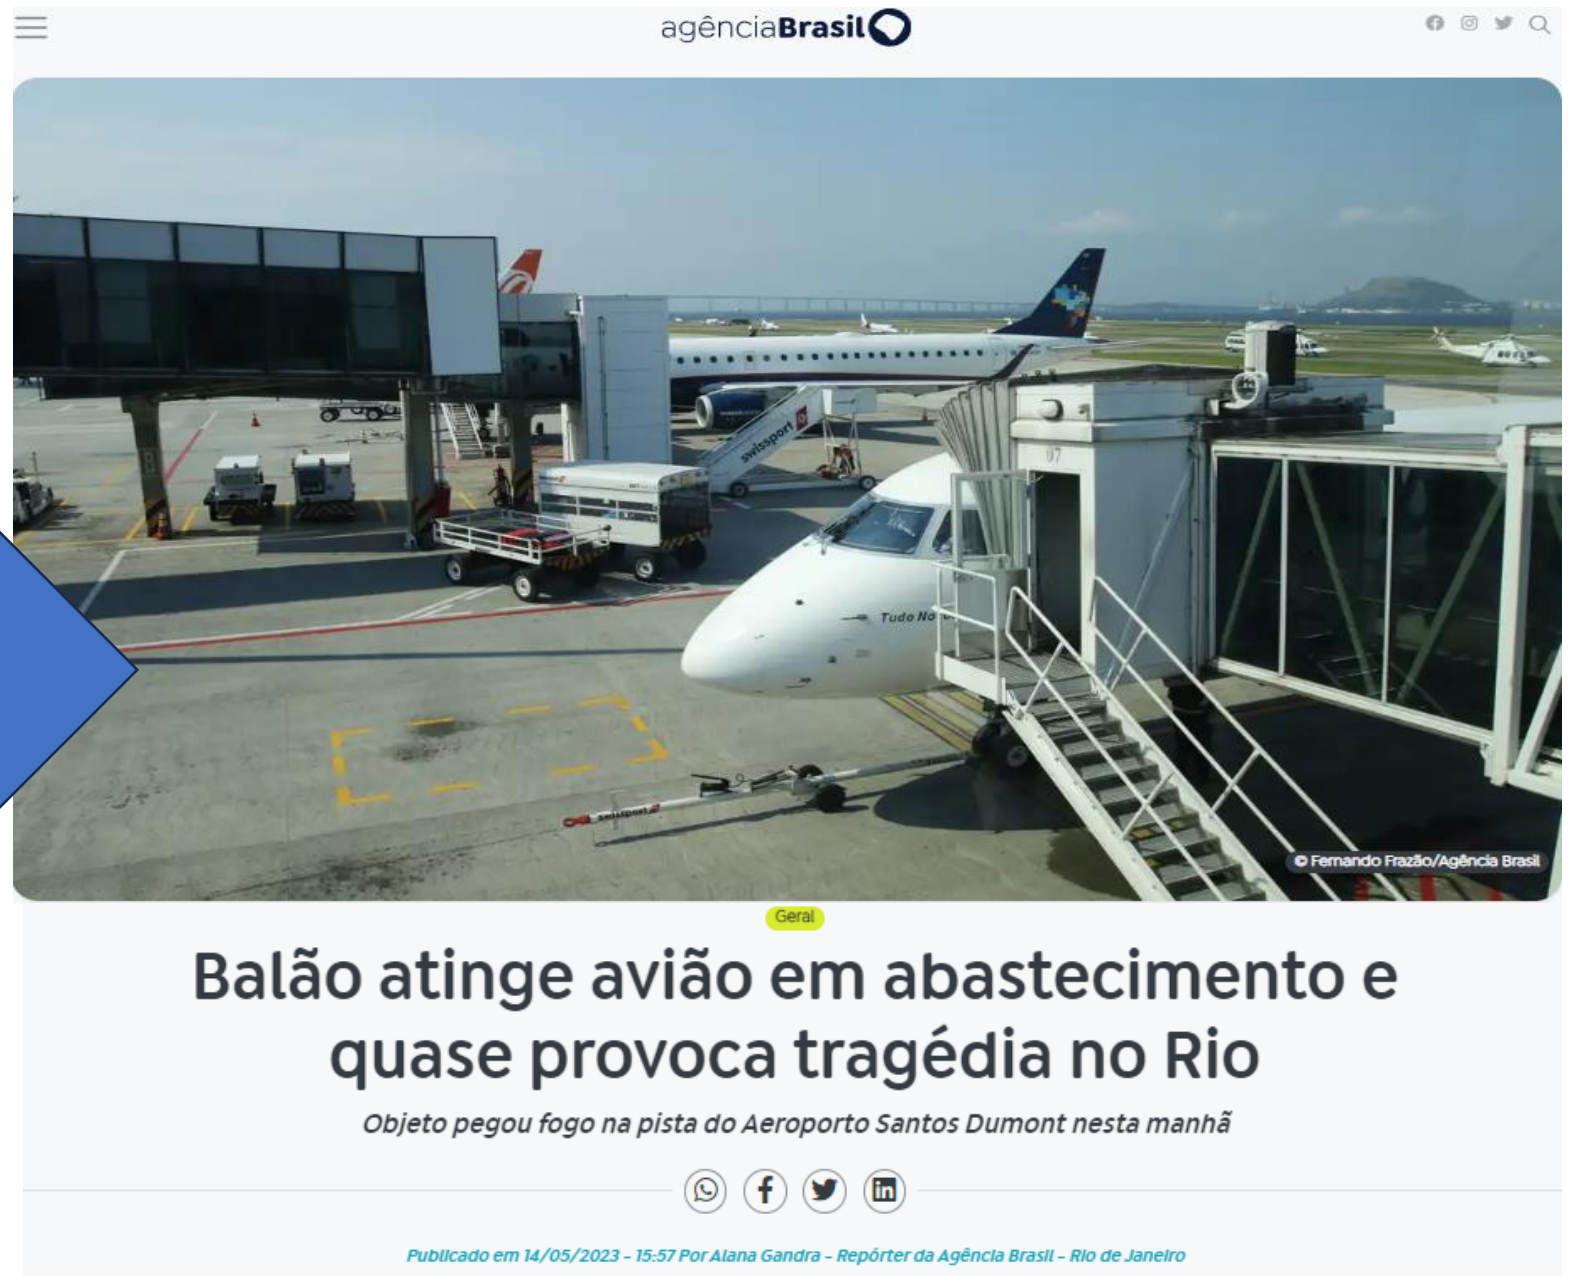 agênciaBrasil
swissport
07
Tudo No
swissport
© Fernando Frazão/Agência Brasil
Geral
Balão atinge avião em abastecimento e
quase provoca tragédia no Rio
Objeto pegou fogo na pista do Aeroporto Santos Dumont nesta manhã
Publicado em 14/05/2023 - 15:57 Por Alana Gandra - Repórter da Agência Brasil - Rio de Janeiro